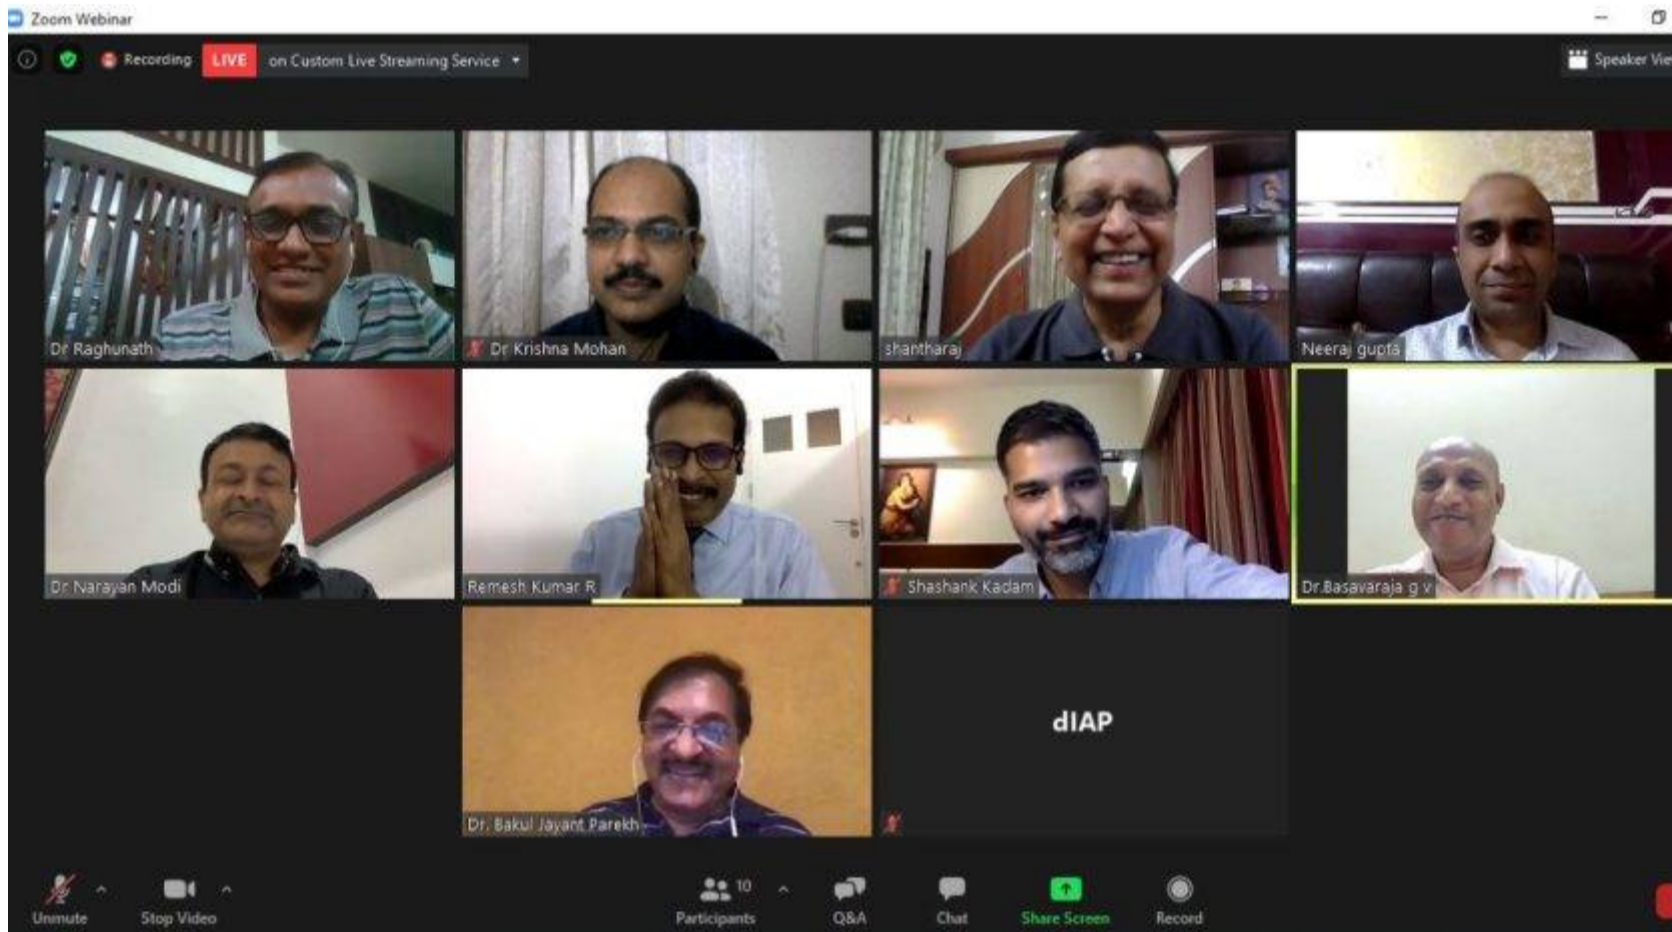 Zoom Webinar
Recording LIVE on Custom Live Streaming Service
Speaker Vie
Dr Raghunath
Dr Krishna Mohan
shantharaj
Neeraj gupta
Dr Narayan Modi
Remesh Kumar R
Shashank Kadam
Dr.Basavaraja g v
Dr. Bakul Jayant Parekh
dIAP
10
Unmute
Stop Video
Participants
Q&A
Chat
Share Screen
Record